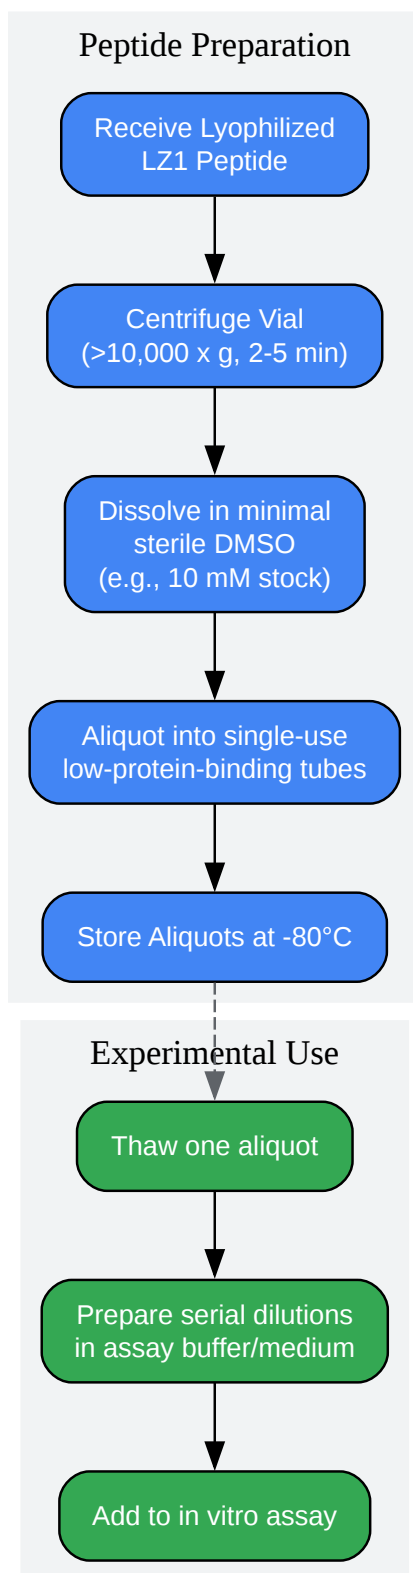 Peptide Preparation
Receive Lyophilized
LZ1 Peptide
Centrifuge Vial
(>10,000 x g, 2-5 min)
Dissolve in minimal
sterile DMSO
(e.g., 10 mM stock)
Aliquot into single-use
low-protein-binding tubes
Store Aliquots at -80°C
Experimental Use
Thaw one aliquot
Prepare serial dilutions
in assay buffer/medium
Add to in vitro assay